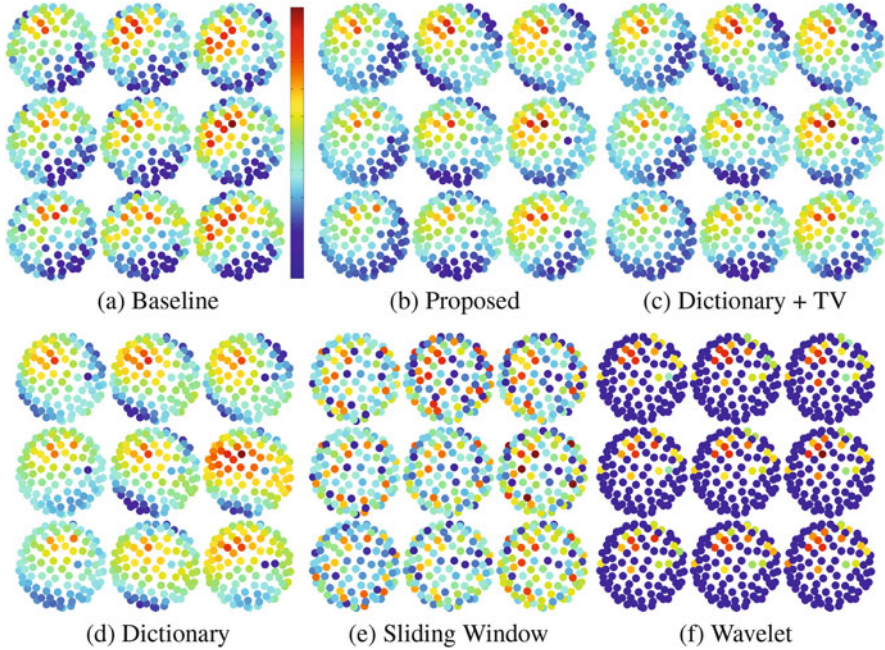 (a) Baseline
(b) Proposed
(c) Dictionary + TV
(d) Dictionary
(e) Sliding Window
(f) Wavelet